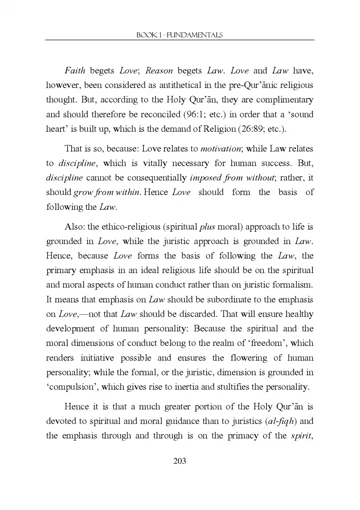 BOOK 1 - FUNDAMENTALS
Faith begets Love; Reason begets Law. Love and Law have,
however, been considered as antithetical in the pre-Qur’ānic religious
thought. But, according to the Holy Qur’ān, they are complimentary
and should therefore be reconciled (96:1; etc.) in order that a ‘sound
heart’ is built up, which is the demand of Religion (26:89; etc.).
That is so, because: Love relates to motivation; while Law relates
to discipline, which is vitally necessary for human success. But,
discipline cannot be consequentially imposed from without; rather, it
should grow from within. Hence Love should form the basis of
following the Law.
Also: the ethico-religious (spiritual plus moral) approach to life is
grounded in Love, while the juristic approach is grounded in Law.
Hence, because Love forms the basis of following the Law, the
primary emphasis in an ideal religious life should be on the spiritual
and moral aspects of human conduct rather than on juristic formalism.
It means that emphasis on Law should be subordinate to the emphasis
on Love,—not that Law should be discarded. That will ensure healthy
development of human personality: Because the spiritual and the
moral dimensions of conduct belong to the realm of ‘freedom’, which
renders initiative possible and ensures the flowering of human
personality; while the formal, or the juristic, dimension is grounded in
‘compulsion’, which gives rise to inertia and stultifies the personality.
Hence it is that a much greater portion of the Holy Qur’ān is
devoted to spiritual and moral guidance than to juristics (al-fiqh) and
the emphasis through and through is on the primacy of the spirit,
203